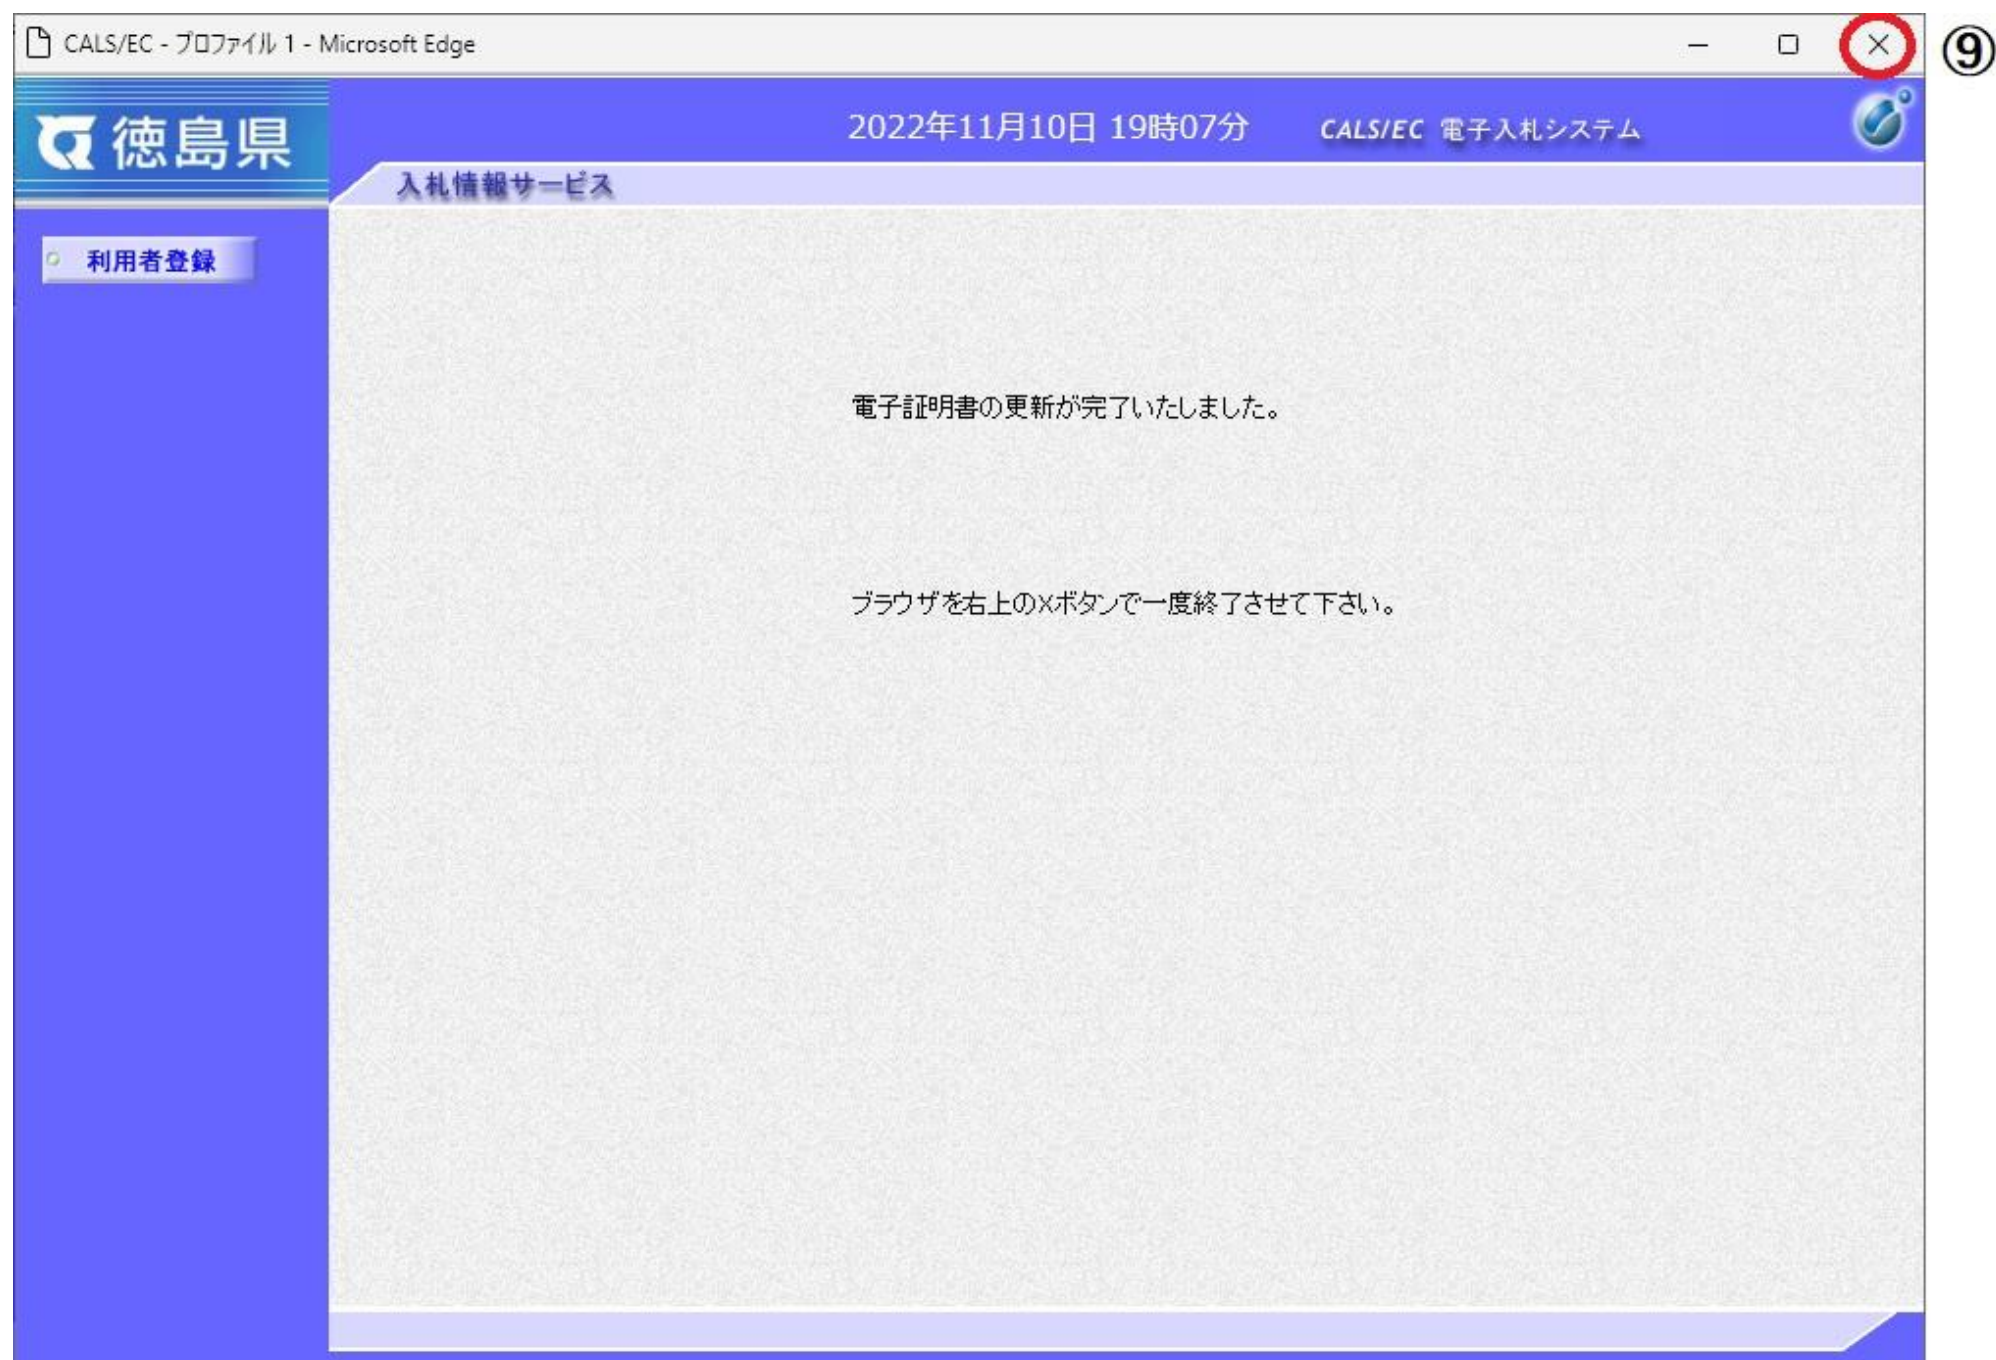 CALS/EC - プロファイル 1 - Microsoft Edge
⑨
徳島県
2022年11月10日 19時07分 CALS/EC 電子入札システム
入札情報サービス
利用者登録
電子証明書の更新が完了いたしました。
ブラウザを右上のXボタンで一度終了させて下さい。